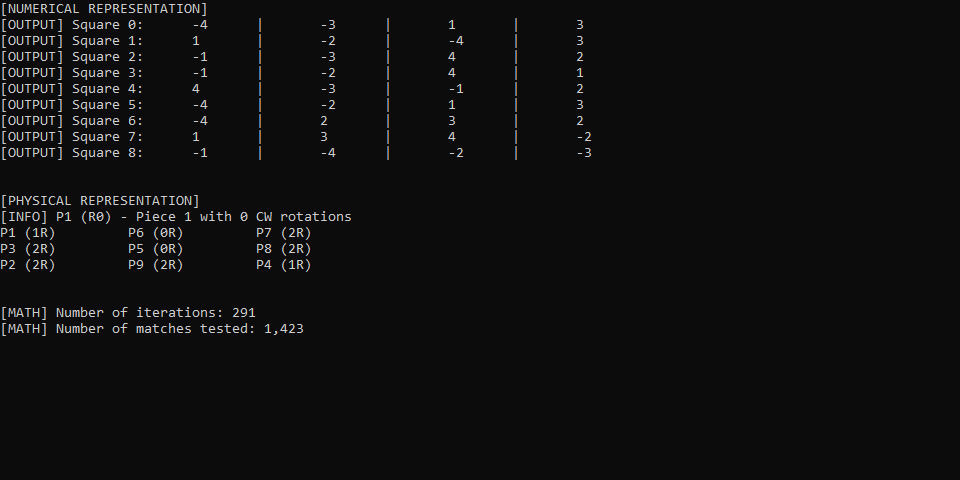 [NUMERICAL REPRESENTATION]
[OUTPUT] Square 0:      -4      |       -3      |       1       |       3
[OUTPUT] Square 1:      1       |       -2      |       -4      |       3
[OUTPUT] Square 2:      -1      |       -3      |       4       |       2
[OUTPUT] Square 3:      -1      |       -2      |       4       |       1
[OUTPUT] Square 4:      4       |       -3      |       -1      |       2
[OUTPUT] Square 5:      -4      |       -2      |       1       |       3
[OUTPUT] Square 6:      -4      |       2       |       3       |       2
[OUTPUT] Square 7:      1       |       3       |       4       |       -2
[OUTPUT] Square 8:      -1      |       -4      |       -2      |       -3
[PHYSICAL REPRESENTATION]
[INFO] P1 (R0) - Piece 1 with 0 CW rotations
P1 (1R)         P6 (0R)         P7 (2R)
P3 (2R)         P5 (0R)         P8 (2R)
P2 (2R)         P9 (2R)         P4 (1R)
[MATH] Number of iterations: 291
[MATH] Number of matches tested: 1,423